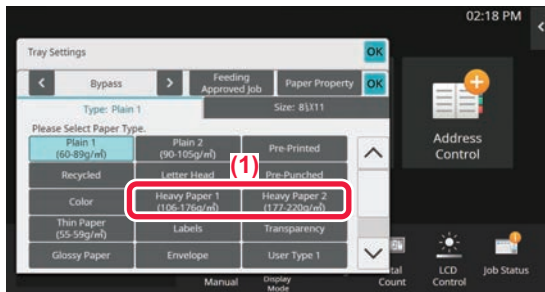 02:18 PM
Tray Settings
OK
Bypass
Feeding
Approved Job
Paper Property
OK
Type: Plain 1
Size: 8½X11
Please Select Paper Type.
Plain 1
(60-89g/㎡)
Plain 2
(90-105g/㎡)
Pre-Printed
Recycled
Letter Head
(1)
Pre-Punched
Color
Heavy Paper 1
(106-176g/㎡)
Heavy Paper 2
(177-220g/㎡)
Thin Paper
(55-59g/㎡)
Labels
Transparency
Glossy Paper
Envelope
User Type 1
Address
Control
Manual
Display
Mode
tal
Count
LCD
Control
Job Status